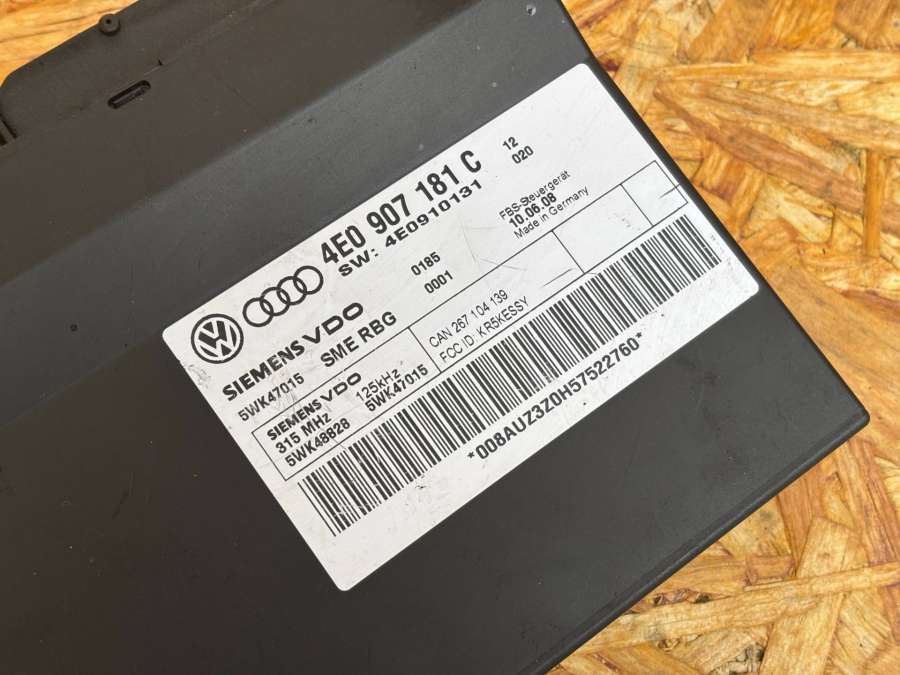 4E0 907 181 C
12
020
SW: 4E0910131
SIEMENS VDO
0185
FBS-Steuergerät
5WK47015
SME RBG
0001
10.06.08
Made in Germany
SIEMENS VDO
125kHz
CAN 267 104 139
315 MHz
5WK47015
FCC ID: KR5KESSY
5WK48828
*008AUZ3Z0H57522760*